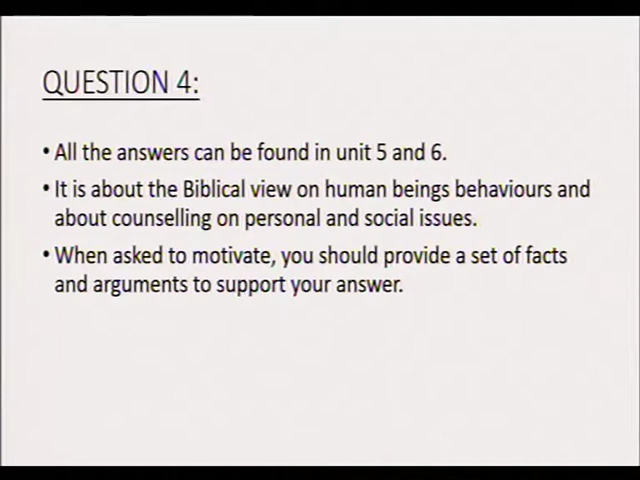 QUESTION 4:
• All the answers can be found in unit 5 and 6.
• It is about the Biblical view on human beings behaviours and
about counselling on personal and social issues.
• When asked to motivate, you should provide a set of facts
and arguments to support your answer.